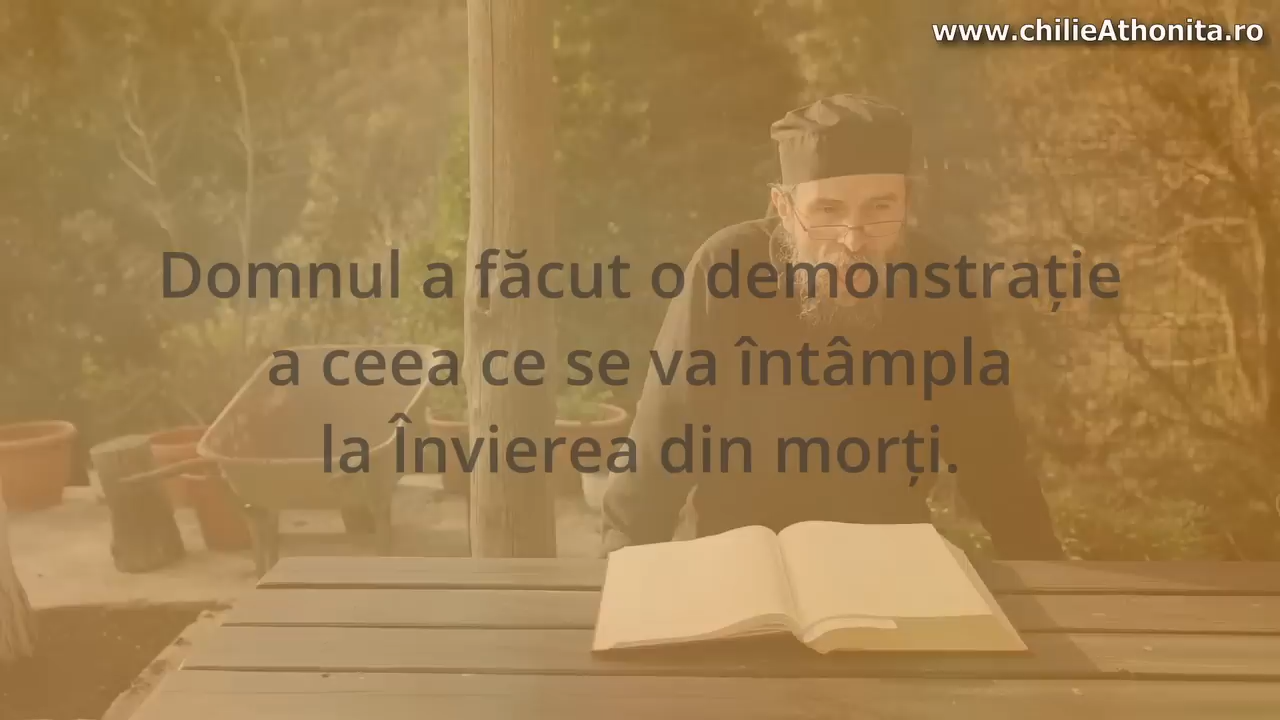 www.chilieAthonita.ro
Domnul a făcut o demonstrație
a ceea ce se va întâmpla
la Învierea din morți.